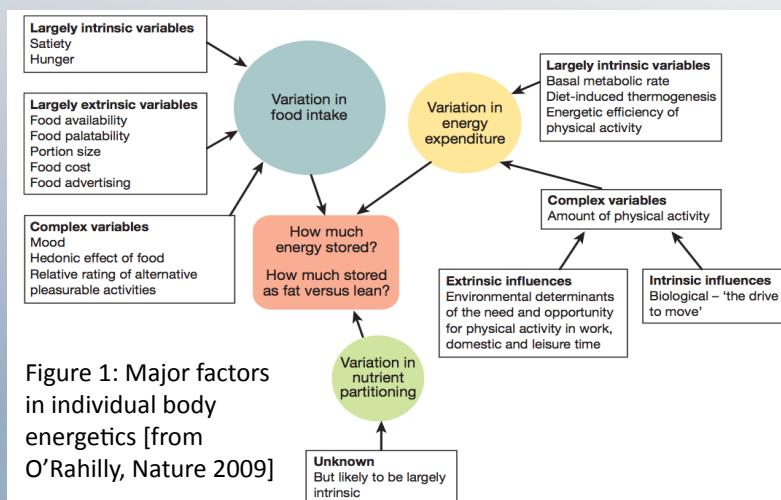 Largely intrinsic variables
Satiety
Hunger
Largely extrinsic variables
Food availability
Food palatability
Portion size
Food cost
Food advertising
Complex variables
Mood
Hedonic effect of food
Relative rating of alternative
pleasurable activities
Variation in
food intake
Variation in
energy
expenditure
Largely intrinsic variables
Basal metabolic rate
Diet-induced thermogenesis
Energetic efficiency of
physical activity
Complex variables
Amount of physical activity
Extrinsic influences
Environmental determinants
of the need and opportunity
for physical activity in work,
domestic and leisure time
Intrinsic influences
Biological – ‘the drive
to move’
How much
energy stored?
How much stored
as fat versus lean?
Variation in
nutrient
partitioning
Unknown
But likely to be largely
intrinsic
Figure 1: Major factors
in individual body
energetics [from
O’Rahilly, Nature 2009]